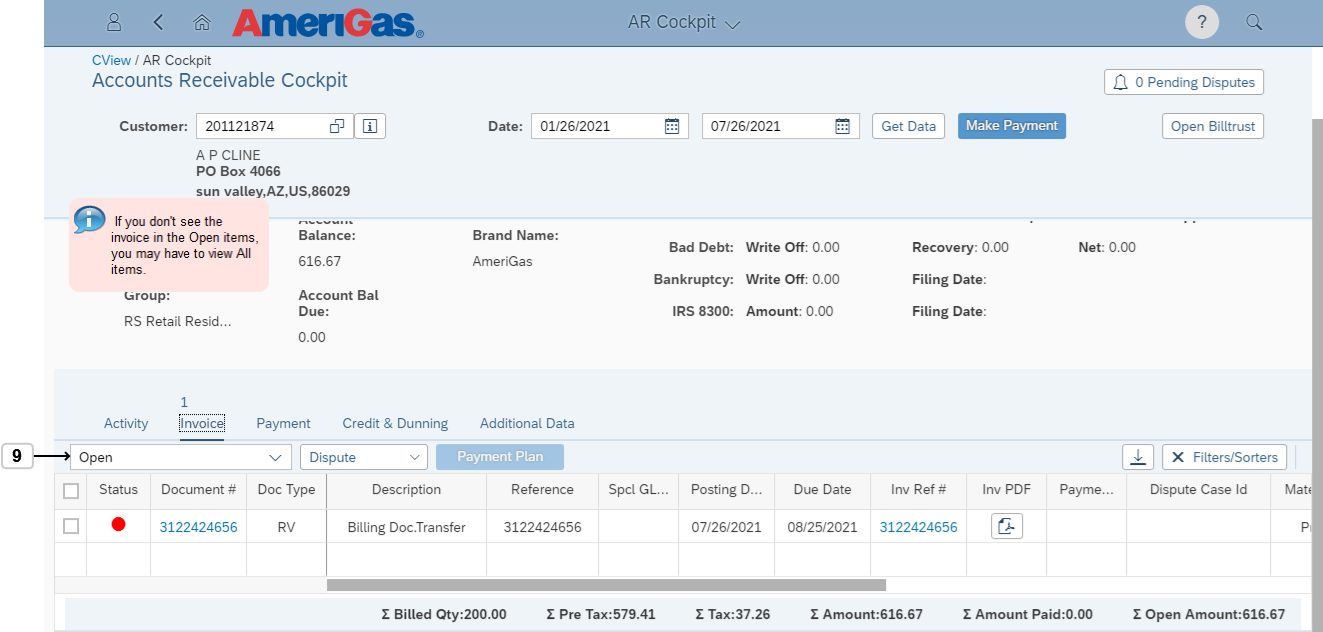 AmeriGas®
AR Cockpit
?
CView / AR Cockpit
Accounts Receivable Cockpit
0 Pending Disputes
Customer: 201121874
Date: 01/26/2021 07/26/2021 Get Data Make Payment Open Billtrust
A P CLINE
PO Box 4066
sun valley,AZ,US,86029
If you don't see the
invoice in the Open items,
you may have to view All
items.
Account
Balance:
616.67
Brand Name:
AmeriGas
Bad Debt: Write Off: 0.00 Recovery: 0.00 Net: 0.00
Bankruptcy: Write Off: 0.00 Filing Date:
IRS 8300: Amount: 0.00 Filing Date:
Group:
RS Retail Resid...
Account Bal
Due:
0.00
1
Activity Invoice Payment Credit & Dunning Additional Data
9
Open Dispute Payment Plan Filters/Sorters
Status Document # Doc Type Description Reference Spcl GL... Posting D... Due Date Inv Ref # Inv PDF Payme... Dispute Case Id Mate
3122424656 RV Billing Doc.Transfer 3122424656 07/26/2021 08/25/2021 3122424656
Σ Billed Qty:200.00 Σ Pre Tax:579.41 Σ Tax:37.26 Σ Amount:616.67 Σ Amount Paid:0.00 Σ Open Amount:616.67